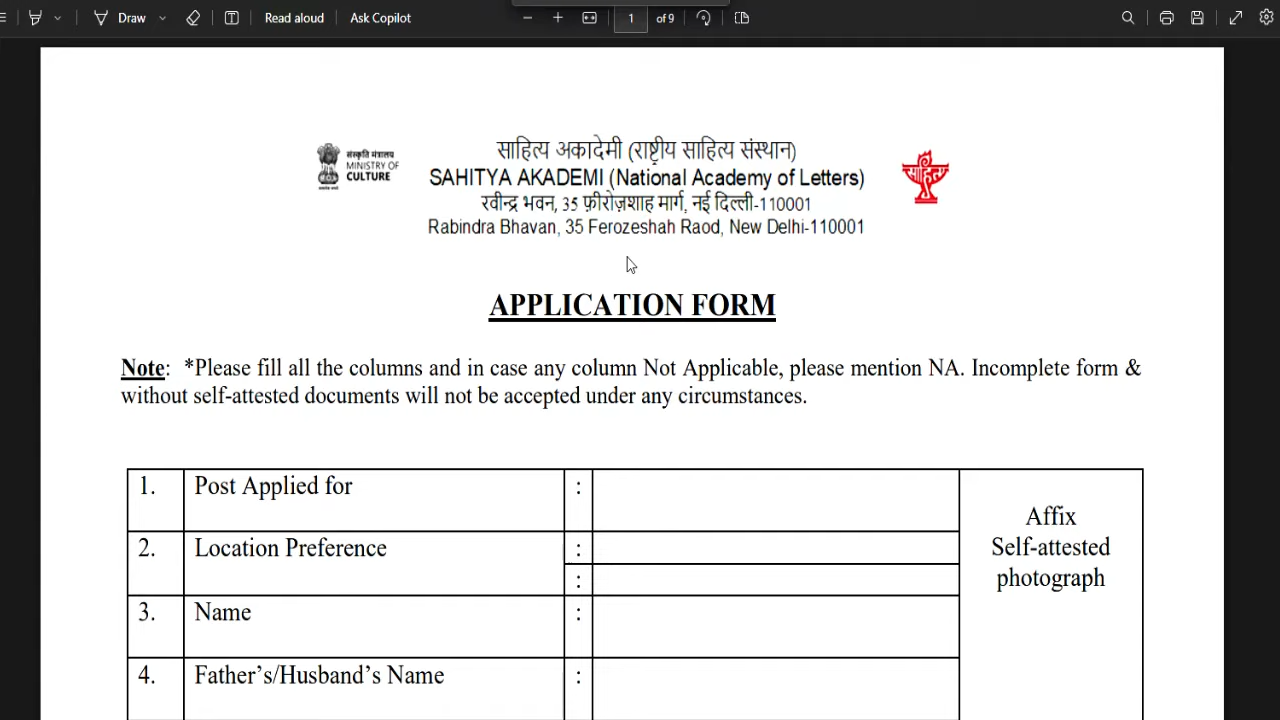 Draw
Read aloud
Ask Copilot
1 of 9
साहित्य अकादेमी (राष्ट्रीय साहित्य संस्थान)
संस्कृति मंत्रालय
MINISTRY OF
CULTURE
SAHITYA AKADEMI (National Academy of Letters)
साहित्य
रवीन्द्र भवन, 35 फ़ीरोज़शाह मार्ग, नई दिल्ली-110001
Rabindra Bhavan, 35 Ferozeshah Raod, New Delhi-110001
APPLICATION FORM
Note: *Please fill all the columns and in case any column Not Applicable, please mention NA. Incomplete form &
without self-attested documents will not be accepted under any circumstances.
1. Post Applied for :
Affix
Self-attested
photograph
2. Location Preference :
:
3. Name :
4. Father's/Husband's Name :